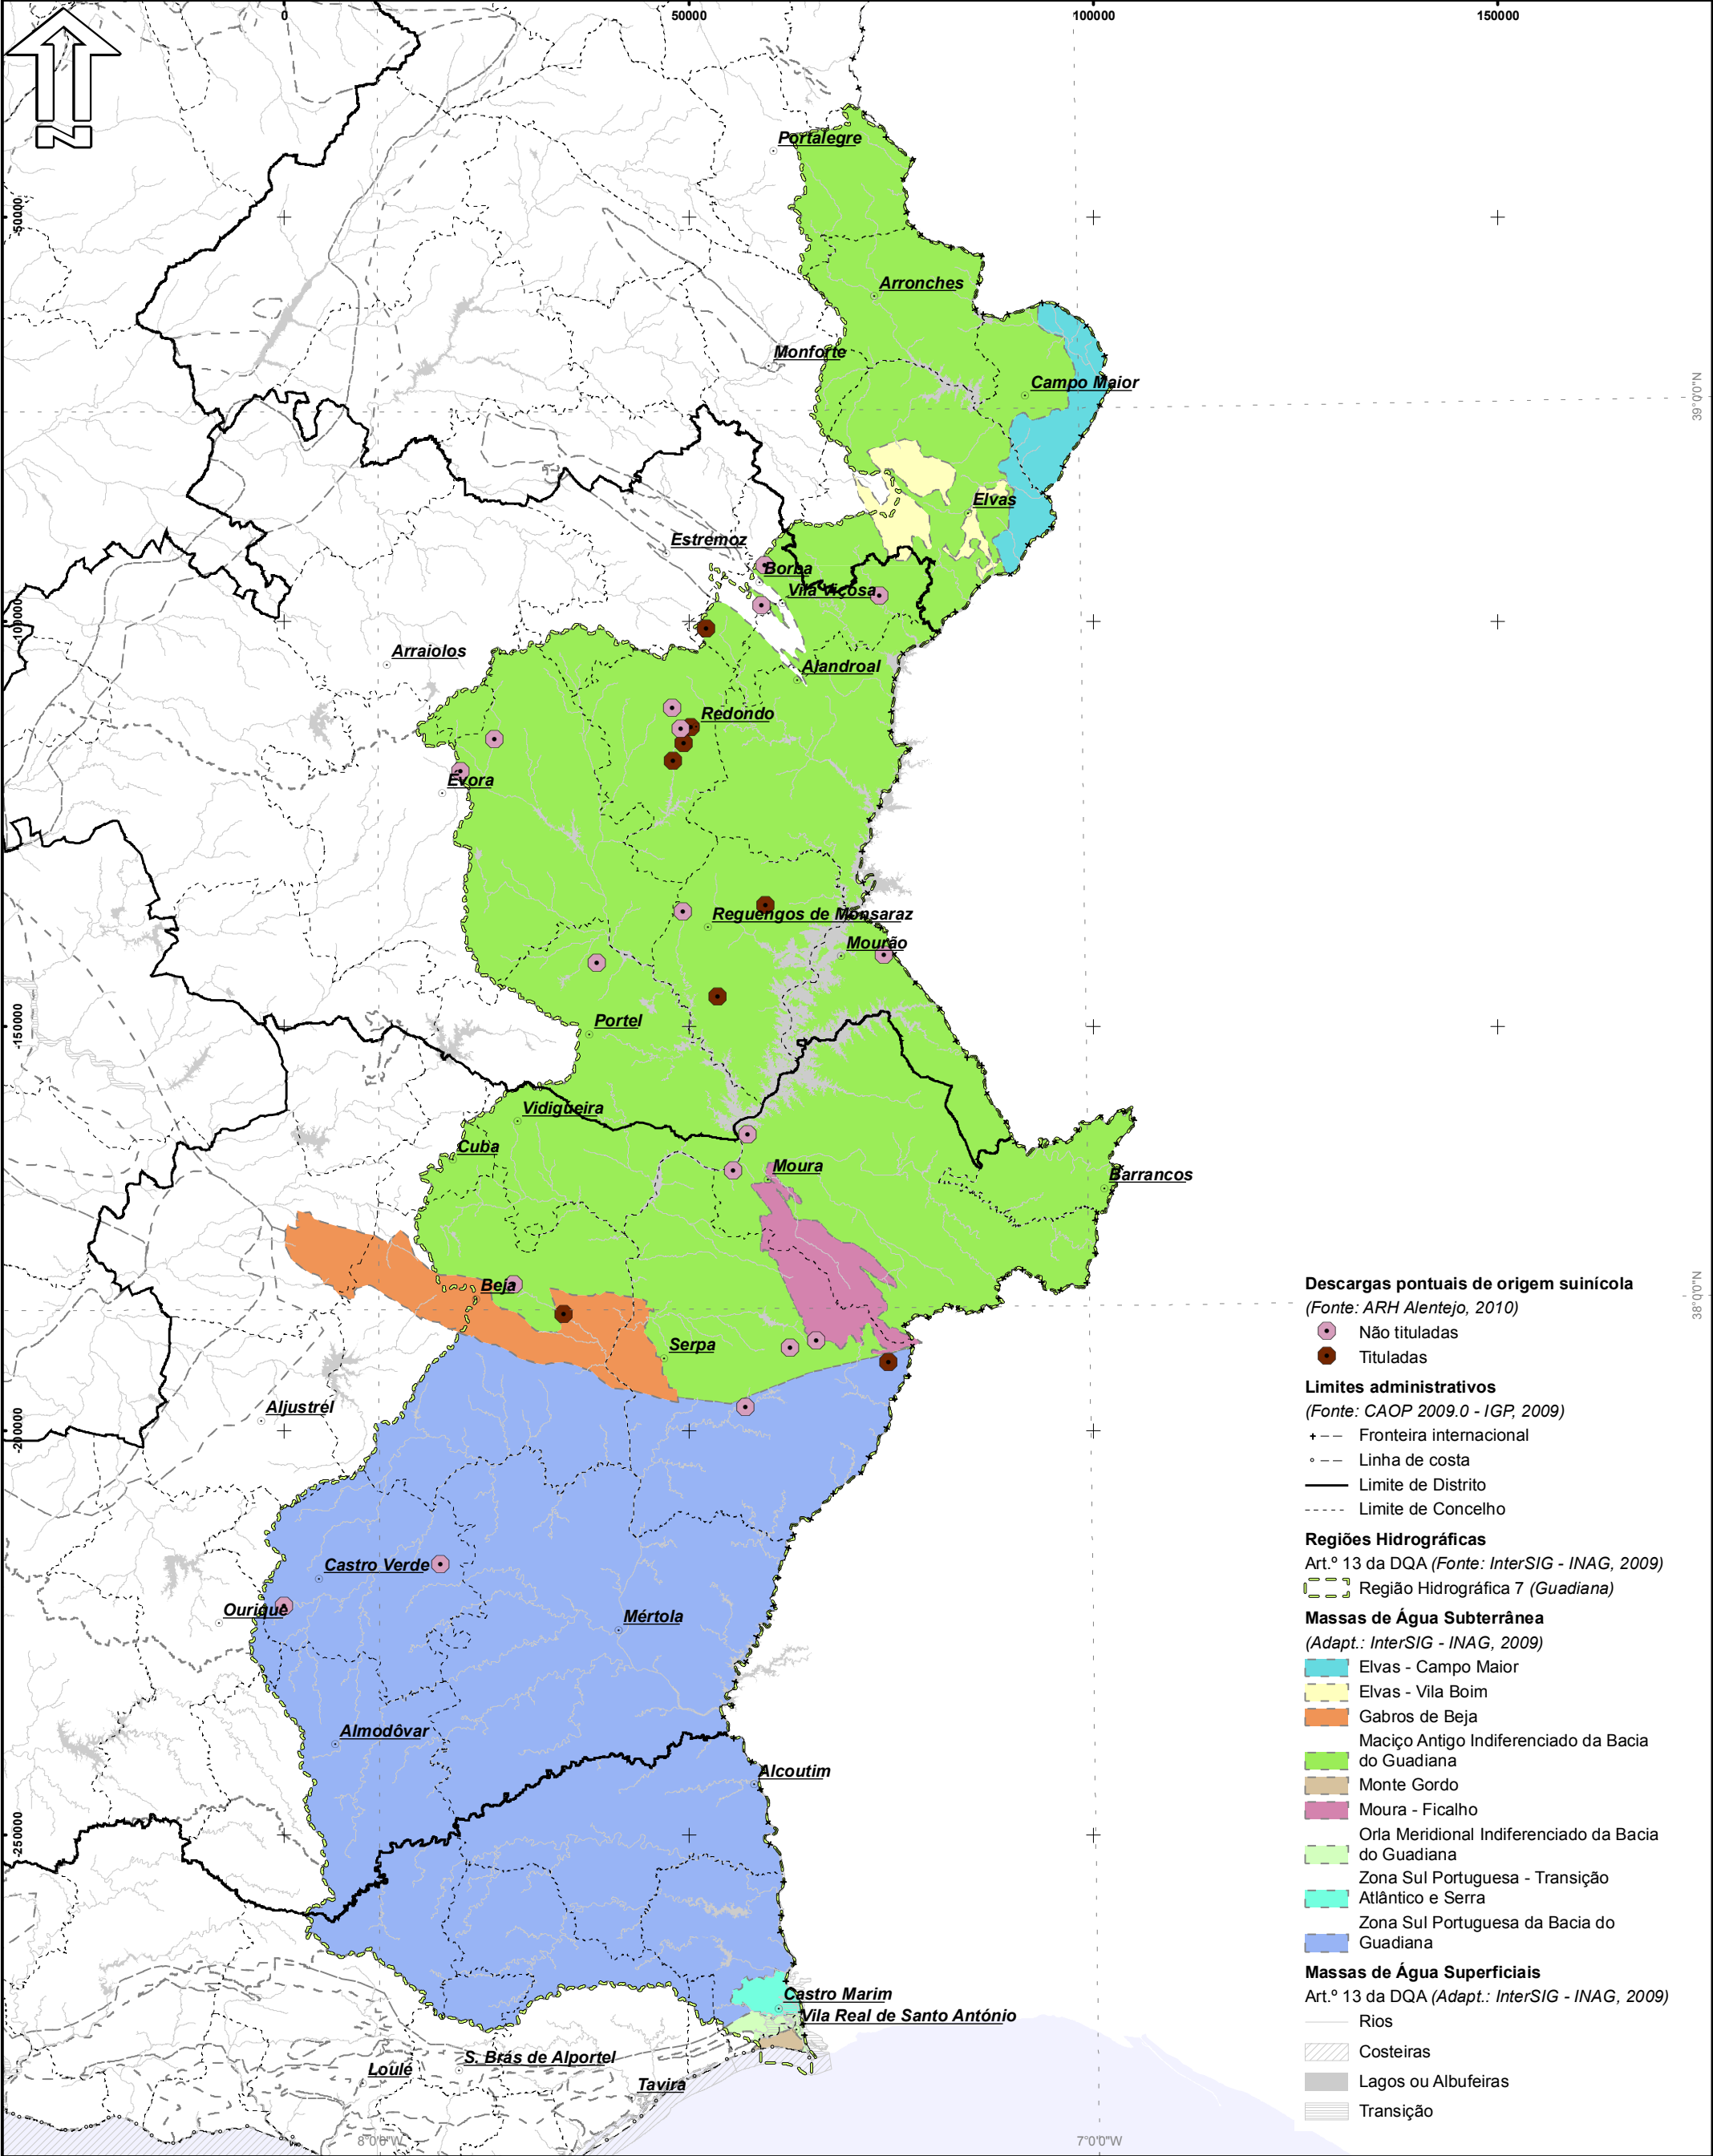 0
50000
100000
150000
N
Portalegre
-50000
Arronches
Monforte
Campo Maior
39°0'0"N
Elvas
Estremoz
Borba
Vila Viçosa
-100000
Arraiolos
Alandroal
Redondo
Évora
Reguengos de Monsaraz
Mourão
Portel
-150000
Vidigueira
Cuba
Moura
Barrancos
Beja
38°0'0"N
Serpa
Aljustrel
-200000
Castro Verde
Ourique
Mértola
Almodôvar
Alcoutim
-250000
Castro Marim
Vila Real de Santo António
S. Brás de Alportel
Loulé
Tavira
8°0'0"W
7°0'0"W
Descargas pontuais de origem suinícola
(Fonte: ARH Alentejo, 2010)
Não tituladas
Tituladas
Limites administrativos
(Fonte: CAOP 2009.0 - IGP, 2009)
Fronteira internacional
Linha de costa
Limite de Distrito
Limite de Concelho
Regiões Hidrográficas
Art.º 13 da DQA (Fonte: InterSIG - INAG, 2009)
Região Hidrográfica 7 (Guadiana)
Massas de Água Subterrânea
(Adapt.: InterSIG - INAG, 2009)
Elvas - Campo Maior
Elvas - Vila Boim
Gabros de Beja
Maciço Antigo Indiferenciado da Bacia
do Guadiana
Monte Gordo
Moura - Ficalho
Orla Meridional Indiferenciado da Bacia
do Guadiana
Zona Sul Portuguesa - Transição
Atlântico e Serra
Zona Sul Portuguesa da Bacia do
Guadiana
Massas de Água Superficiais
Art.º 13 da DQA (Adapt.: InterSIG - INAG, 2009)
Rios
Costeiras
Lagos ou Albufeiras
Transição